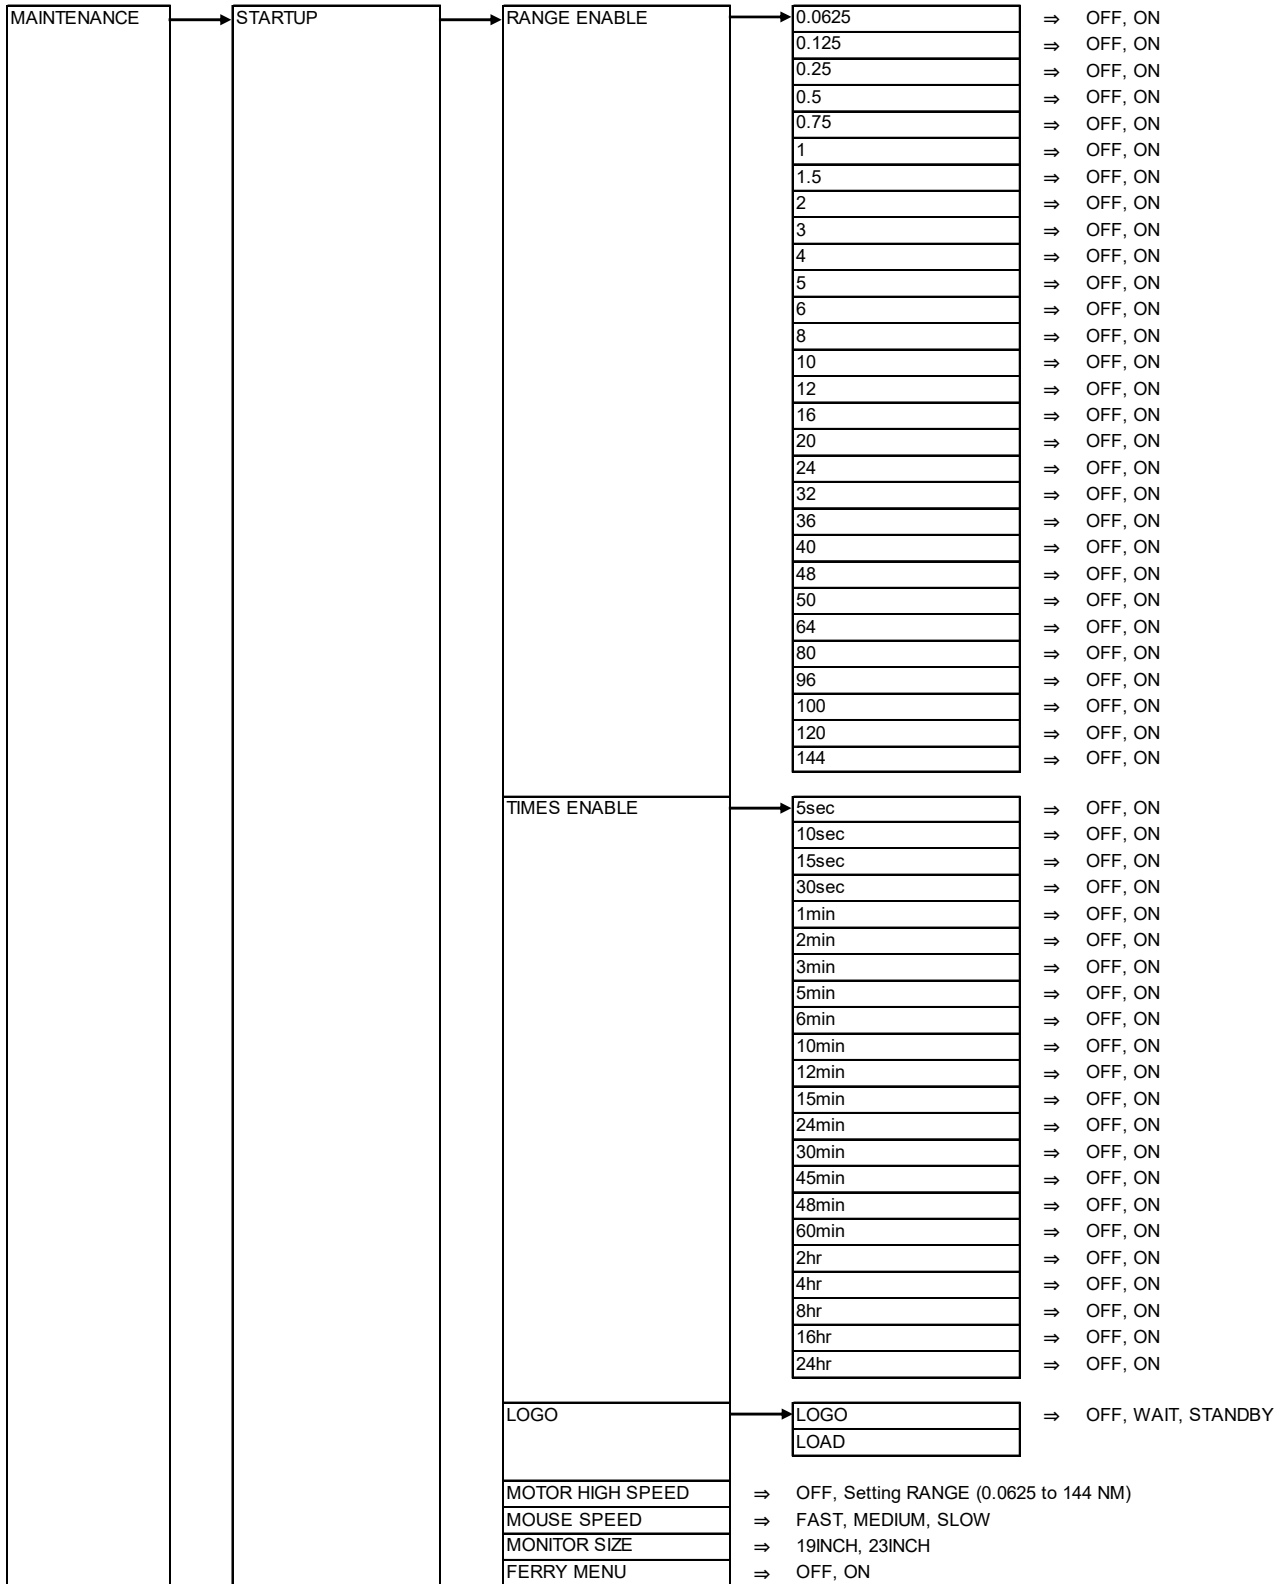 MAINTENANCE STARTUP RANGE ENABLE 0.0625 ⇒ OFF, ON
0.125 ⇒ OFF, ON
0.25 ⇒ OFF, ON
0.5 ⇒ OFF, ON
0.75 ⇒ OFF, ON
1 ⇒ OFF, ON
1.5 ⇒ OFF, ON
2 ⇒ OFF, ON
3 ⇒ OFF, ON
4 ⇒ OFF, ON
5 ⇒ OFF, ON
6 ⇒ OFF, ON
8 ⇒ OFF, ON
10 ⇒ OFF, ON
12 ⇒ OFF, ON
16 ⇒ OFF, ON
20 ⇒ OFF, ON
24 ⇒ OFF, ON
32 ⇒ OFF, ON
36 ⇒ OFF, ON
40 ⇒ OFF, ON
48 ⇒ OFF, ON
50 ⇒ OFF, ON
64 ⇒ OFF, ON
80 ⇒ OFF, ON
96 ⇒ OFF, ON
100 ⇒ OFF, ON
120 ⇒ OFF, ON
144 ⇒ OFF, ON
TIMES ENABLE 5sec ⇒ OFF, ON
10sec ⇒ OFF, ON
15sec ⇒ OFF, ON
30sec ⇒ OFF, ON
1min ⇒ OFF, ON
2min ⇒ OFF, ON
3min ⇒ OFF, ON
5min ⇒ OFF, ON
6min ⇒ OFF, ON
10min ⇒ OFF, ON
12min ⇒ OFF, ON
15min ⇒ OFF, ON
24min ⇒ OFF, ON
30min ⇒ OFF, ON
45min ⇒ OFF, ON
48min ⇒ OFF, ON
60min ⇒ OFF, ON
2hr ⇒ OFF, ON
4hr ⇒ OFF, ON
8hr ⇒ OFF, ON
16hr ⇒ OFF, ON
24hr ⇒ OFF, ON
LOGO LOGO ⇒ OFF, WAIT, STANDBY
LOAD
MOTOR HIGH SPEED ⇒ OFF, Setting RANGE (0.0625 to 144 NM)
MOUSE SPEED ⇒ FAST, MEDIUM, SLOW
MONITOR SIZE ⇒ 19INCH, 23INCH
FERRY MENU ⇒ OFF, ON